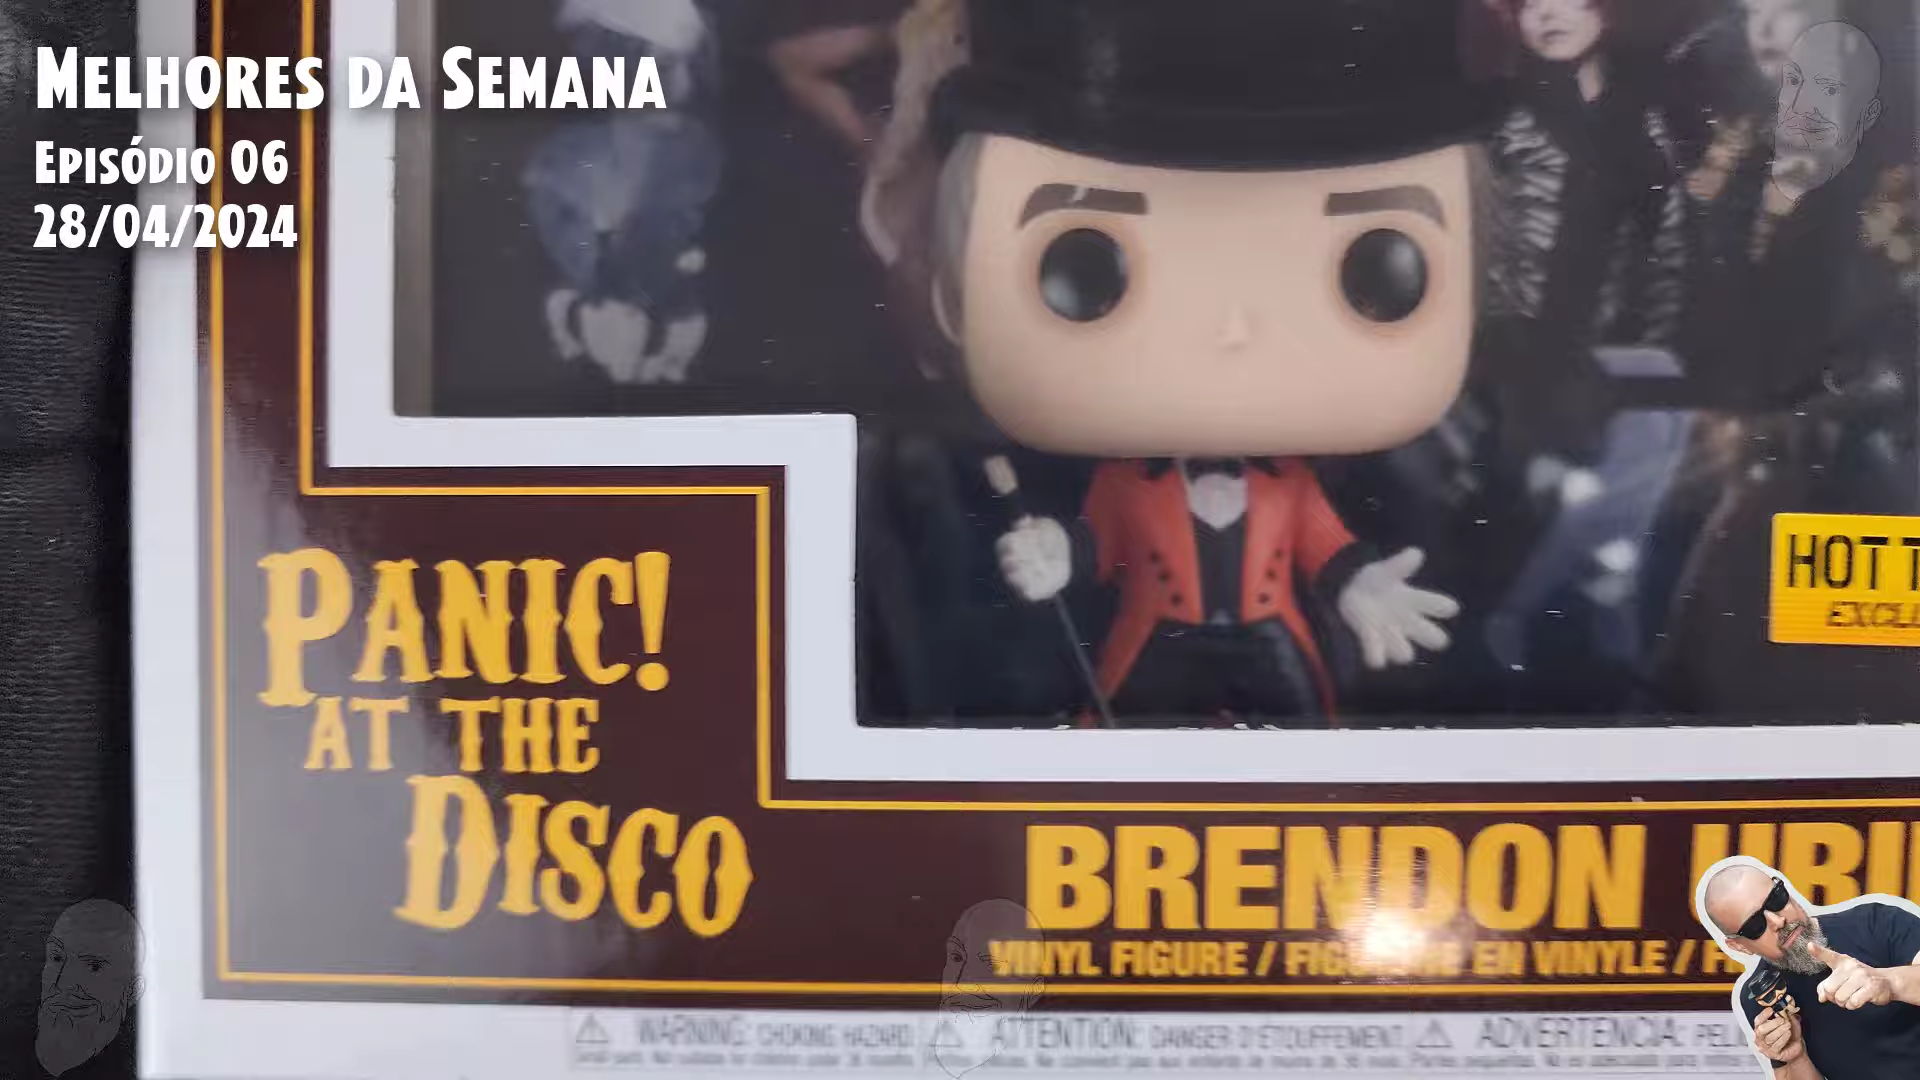 Melhores da Semana
Episódio 06
28/04/2024
HOT
PANIC!
AT THE
DISCO
BRENDON
VINYL FIGURE / EN VINYLE /
WARNING: CHOKING HAZARD
ATTENTION: DANGER D'ÉTOUFFEMENT
ADVERTENCIA: